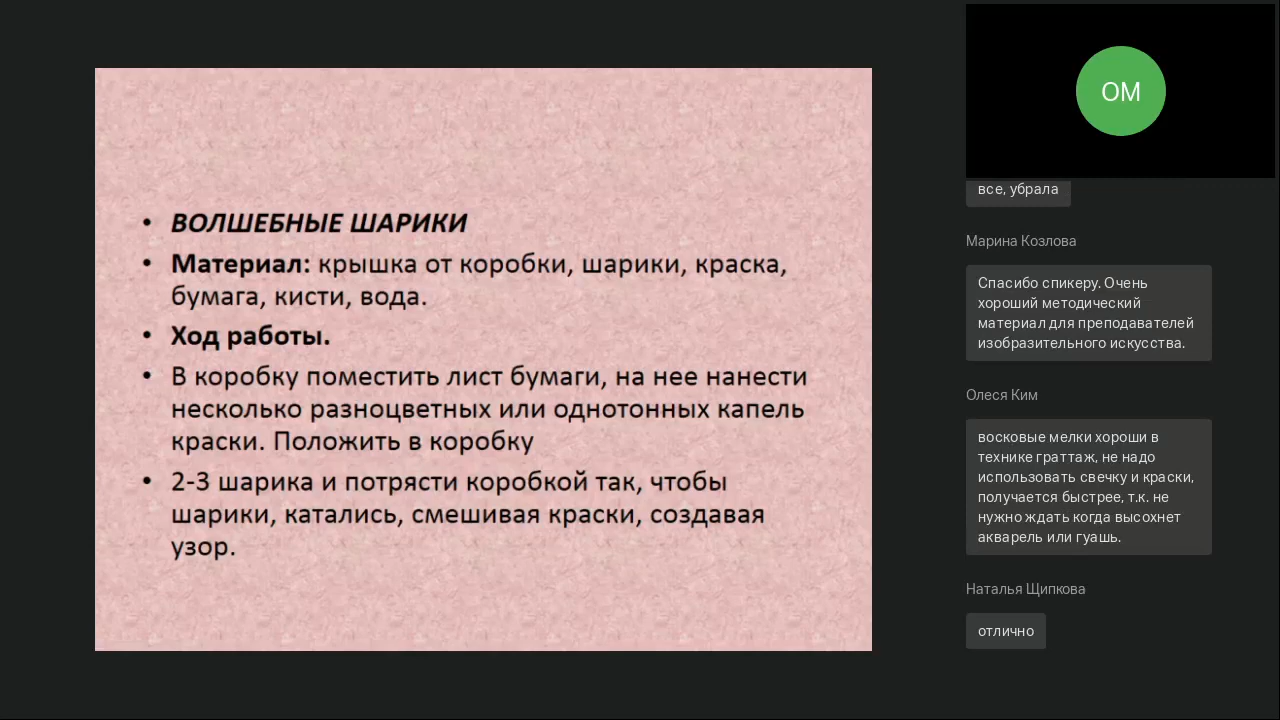 • ВОЛШЕБНЫЕ ШАРИКИ
• Материал: крышка от коробки, шарики, краска,
бумага, кисти, вода.
• Ход работы.
• В коробку поместить лист бумаги, на нее нанести
несколько разноцветных или однотонных капель
краски. Положить в коробку
• 2-3 шарика и потрясти коробкой так, чтобы
шарики, катались, смешивая краски, создавая
узор.
ОМ
все, убрала
Марина Козлова
Спасибо спикеру. Очень
хороший методический
материал для преподавателей
изобразительного искусства.
Олеся Ким
восковые мелки хороши в
технике граттаж, не надо
использовать свечку и краски,
получается быстрее, т.к. не
нужно ждать когда высохнет
акварель или гуашь.
Наталья Щипкова
отлично